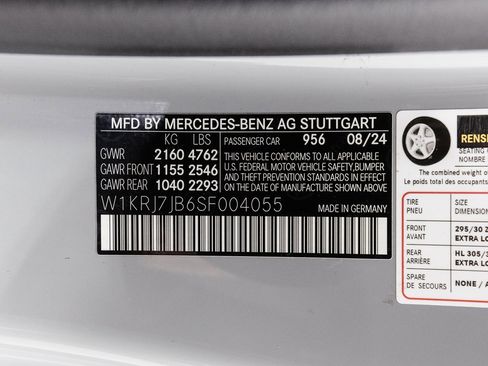 MFD BY MERCEDES-BENZ AG STUTTGART
KG LBS
PASSENGER CAR 956 08/24
GVWR 2160 4762
GAWR FRONT 1155 2546
GAWR REAR 1040 2293
THIS VEHICLE CONFORMS TO ALL APPLICABLE
U.S. FEDERAL MOTOR VEHICLE SAFETY,BUMPER
AND THEFT PREVENTION STANDARDS IN
EFFECT ON THE DATE OF MANUFACTURE
SHOWN ABOVE.
W1KRJ7JB6SF004055
MADE IN GERMANY
SEATING
NOMBRE
The combined weight of
Le poids total des occupants
TIRE SIZE
PNEU DIMENSION
FRONT 295/30 Z
AVANT EXTRA LO
REAR HL 305/3
ARRIÈRE EXTRA LO
SPARE NONE / A
DE SECOURS